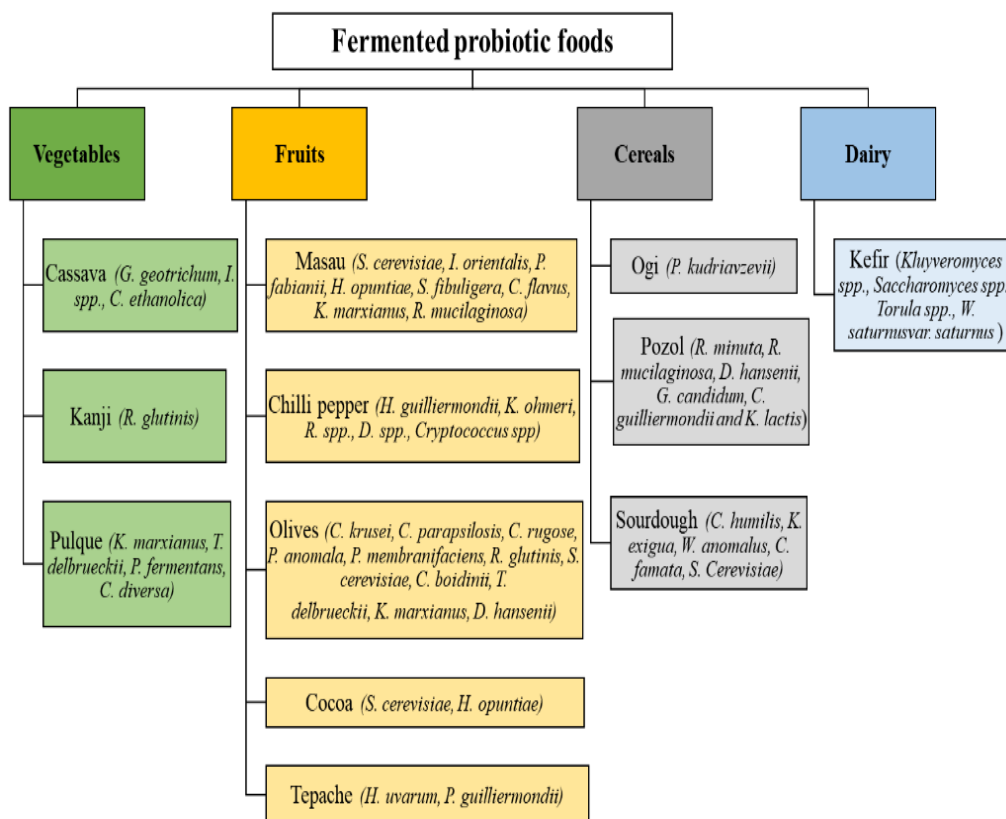 Fermented probiotic foods
Vegetables
Fruits
Cereals
Dairy
Cassava (G. geotrichum, I.
spp., C. ethanolica)
Kanji (R. glutinis)
Pulque (K. marxianus, T.
delbrueckii, P. fermentans,
C. diversa)
Masau (S. cerevisiae, I. orientalis, P.
fabianii, H. opuntiae, S. fibuligera, C. flavus,
K. marxianus, R. mucilaginosa)
Chilli pepper (H. guilliermondii, K. ohmeri,
R. spp., D. spp., Cryptococcus spp)
Olives (C. krusei, C. parapsilosis, C. rugose,
P. anomala, P. membranifaciens, R. glutinis, S.
cerevisiae, C. boidinii, T.
delbrueckii, K. marxianus, D. hansenii)
Cocoa (S. cerevisiae, H. opuntiae)
Tepache (H. uvarum, P. guilliermondii)
Ogi (P. kudriavzevii)
Pozol (R. minuta, R.
mucilaginosa, D. hansenii,
G. candidum, C.
guilliermondii and K. lactis)
Sourdough (C. humilis, K.
exigua, W. anomalus, C.
famata, S. Cerevisiae)
Kefir (Kluyveromyces
spp., Saccharomyces spp.
Torula spp., W.
saturnusvar. saturnus )